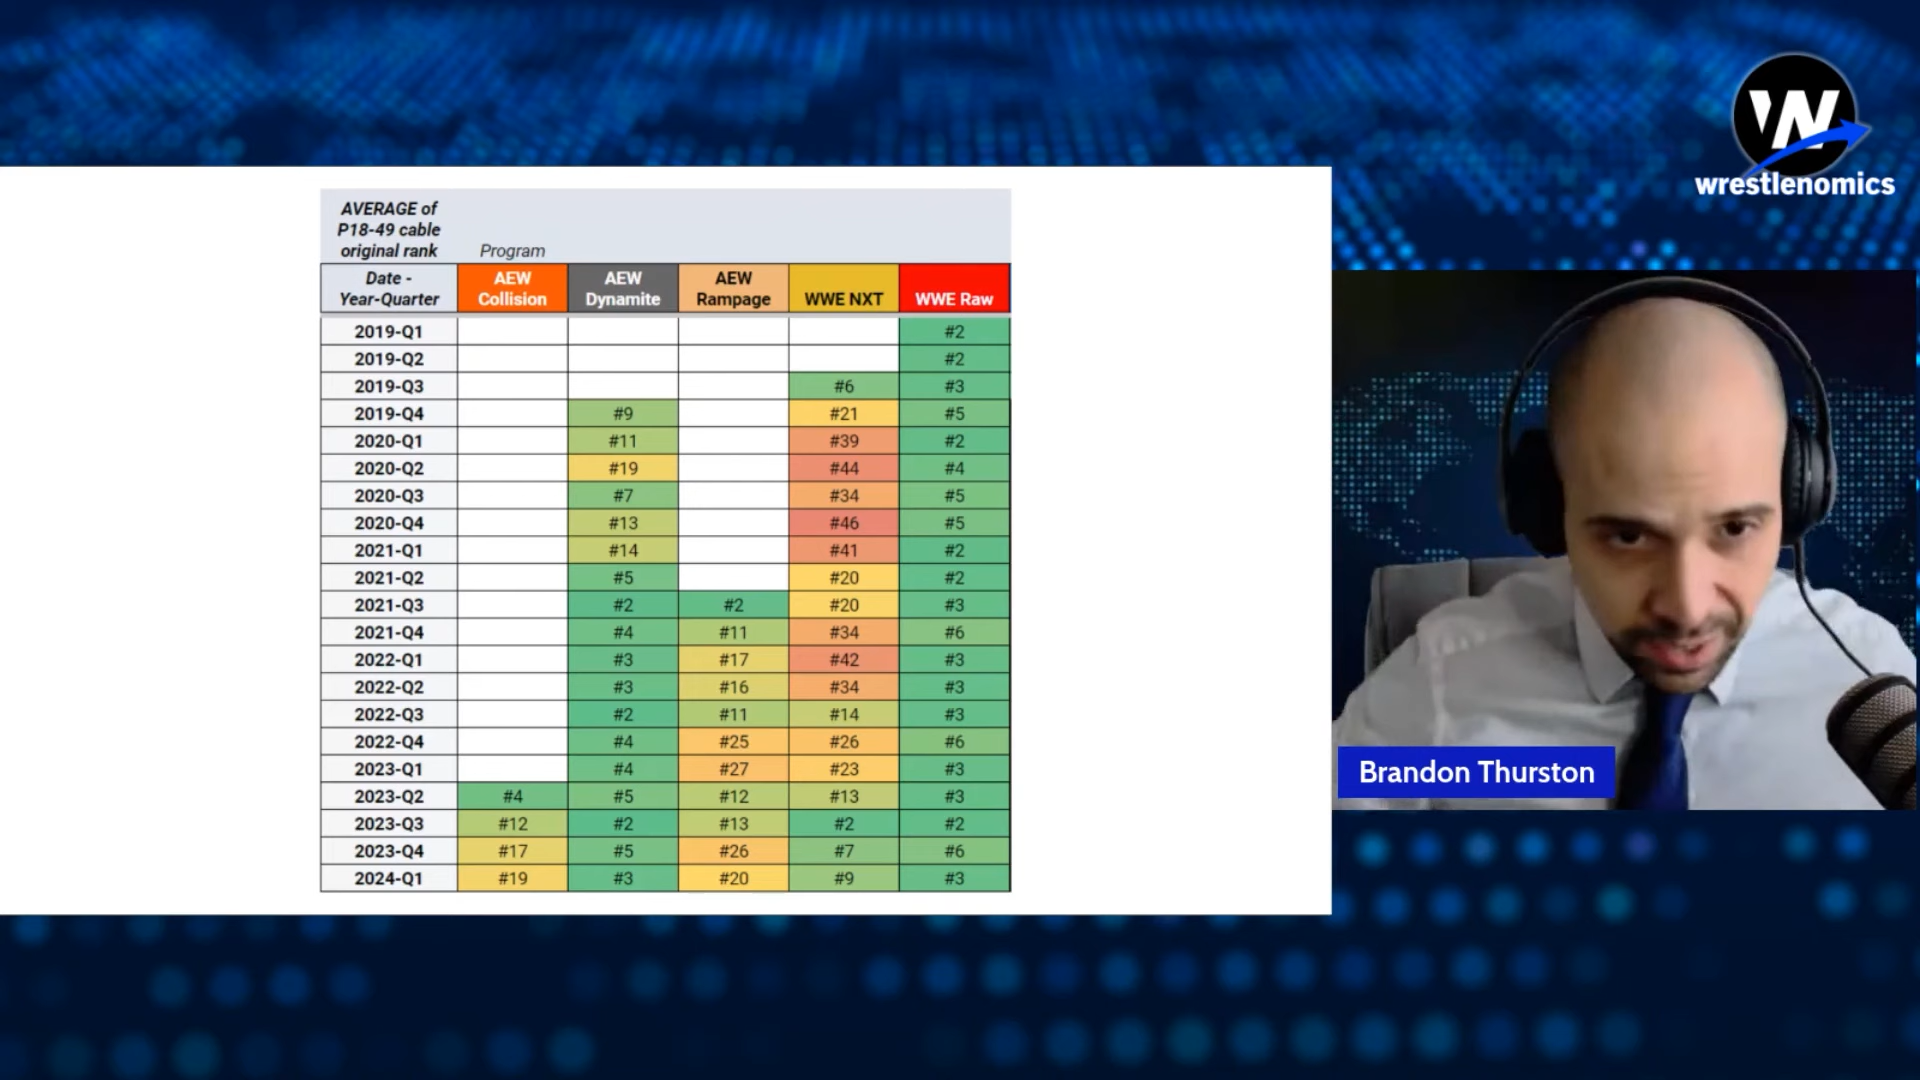 W
wrestlenomics
AVERAGE of
P18-49 cable
original rank Program
Date -
Year-Quarter AEW Collision AEW Dynamite AEW Rampage WWE NXT WWE Raw
2019-Q1 #2
2019-Q2 #2
2019-Q3 #6 #3
2019-Q4 #9 #21 #5
2020-Q1 #11 #39 #2
2020-Q2 #19 #44 #4
2020-Q3 #7 #34 #5
2020-Q4 #13 #46 #5
2021-Q1 #14 #41 #2
2021-Q2 #5 #20 #2
2021-Q3 #2 #2 #20 #3
2021-Q4 #4 #11 #34 #6
2022-Q1 #3 #17 #42 #3
2022-Q2 #3 #16 #34 #3
2022-Q3 #2 #11 #14 #3
2022-Q4 #4 #25 #26 #6
2023-Q1 #4 #27 #23 #3
2023-Q2 #4 #5 #12 #13 #3
2023-Q3 #12 #2 #13 #2 #2
2023-Q4 #17 #5 #26 #7 #6
2024-Q1 #19 #3 #20 #9 #3
Brandon Thurston